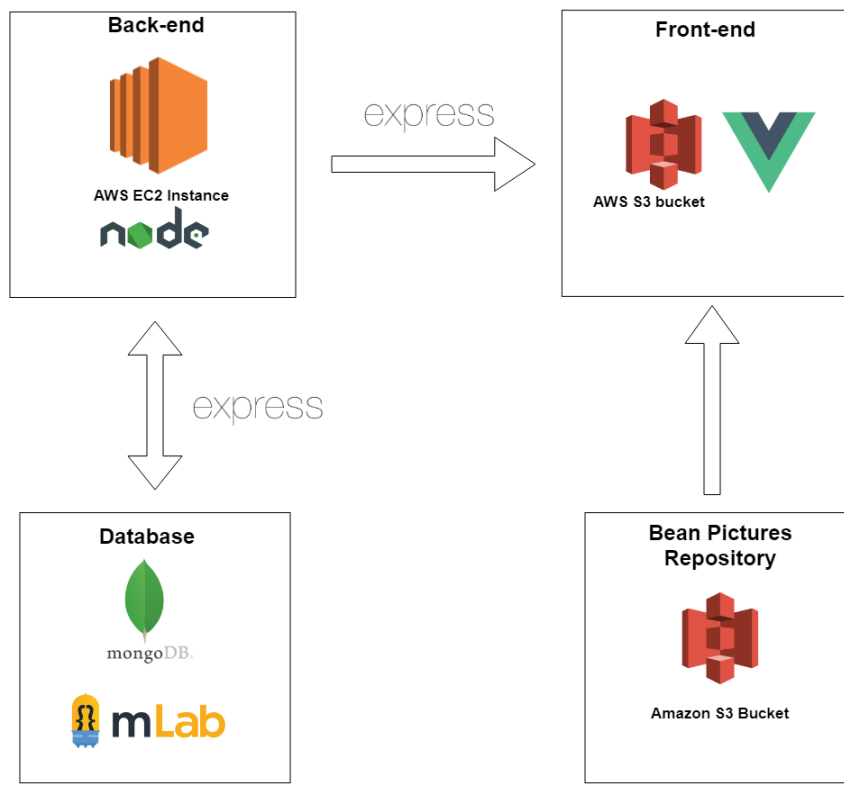 Back-end
AWS EC2 Instance
node
express
Front-end
AWS S3 bucket
express
Database
mongoDB.
mLab
Bean Pictures
Repository
Amazon S3 Bucket